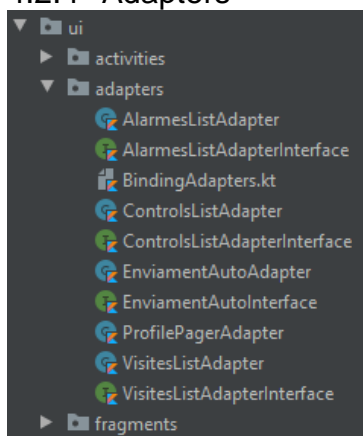 4.2.4 Adapters
ui
activities
adapters
AlarmesListAdapter
AlarmesListAdapterInterface
BindingAdapters.kt
ControlsListAdapter
ControlsListAdapterInterface
EnviamentAutoAdapter
EnviamentAutoInterface
ProfilePagerAdapter
VisitesListAdapter
VisitesListAdapterInterface
fragments